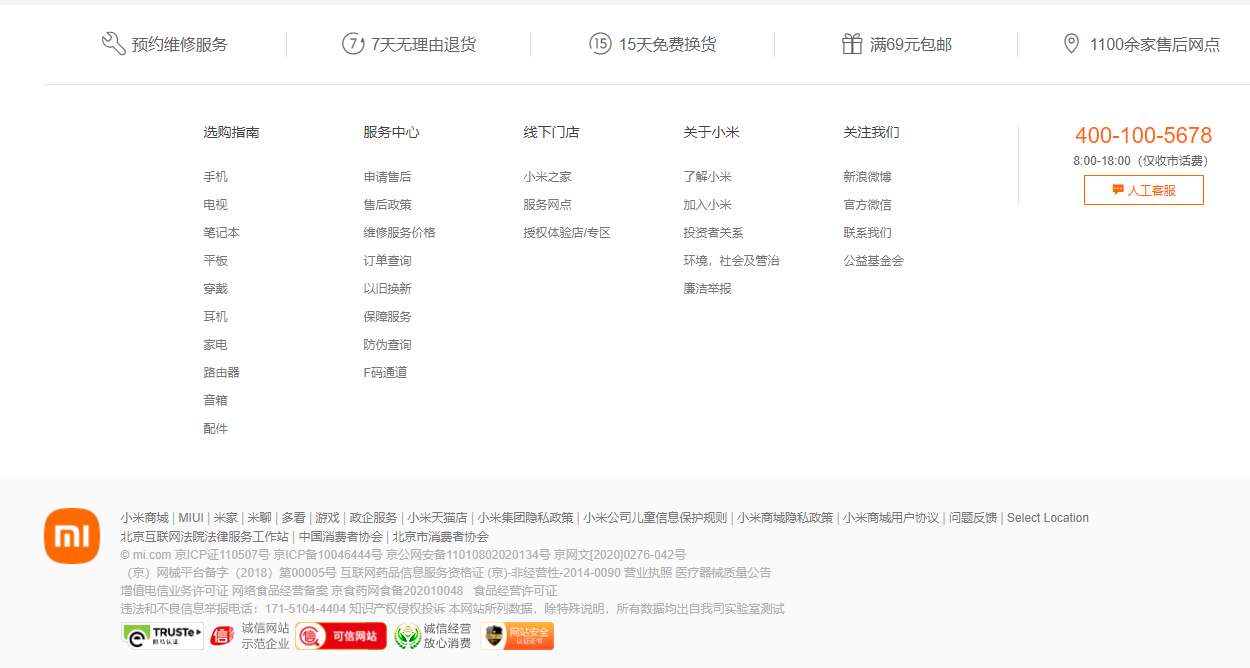 预约维修服务
7 7天无理由退货
15 15天免费换货
满69元包邮
1100余家售后网点
选购指南
手机
电视
笔记本
平板
穿戴
耳机
家电
路由器
音箱
配件
服务中心
申请售后
售后政策
维修服务价格
订单查询
以旧换新
保障服务
防伪查询
F码通道
线下门店
小米之家
服务网点
授权体验店/专区
关于小米
了解小米
加入小米
投资者关系
环境，社会及管治
廉洁举报
关注我们
新浪微博
官方微信
联系我们
公益基金会
400-100-5678
8:00-18:00（仅收市话费）
人工客服
mi
小米商城 | MIUI | 米家 | 米聊 | 多看 | 游戏 | 政企服务 | 小米天猫店 | 小米集团隐私政策 | 小米公司儿童信息保护规则 | 小米商城隐私政策 | 小米商城用户协议 | 问题反馈 | Select Location
北京互联网法院法律服务工作站 | 中国消费者协会 | 北京市消费者协会
© mi.com 京ICP证110507号 京ICP备10046444号 京公网安备11010802020134号 京网文[2020]0276-042号
（京）网械平台备字（2018）第00005号 互联网药品信息服务资格证 (京)-非经营性-2014-0090 营业执照 医疗器械质量公告
增值电信业务许可证 网络食品经营备案 京食药网食备202010048 食品经营许可证
违法和不良信息举报电话：171-5104-4404 知识产权侵权投诉 本网站所列数据，除特殊说明，所有数据均出自我司实验室测试
TRUSTe
隐私认证
信
诚信网站
示范企业
信 可信网站
诚信经营
放心消费
网站安全
认证证书